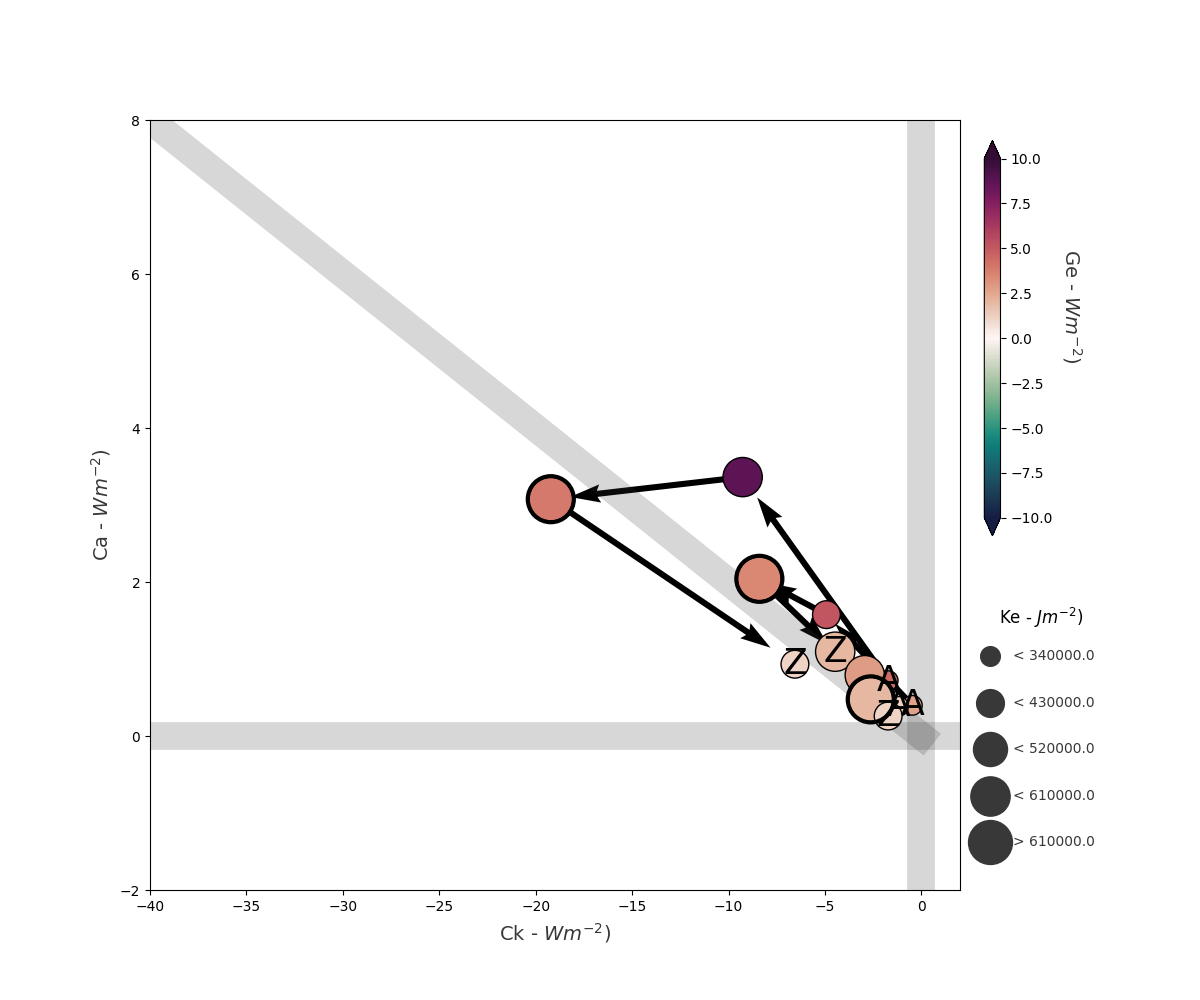 8
6
4
2
0
−2
−40
−35
−30
−25
−20
−15
−10
−5
0
Ck - Wm⁻²)
Ca - Wm⁻²)
Z
Z
A
A
A
Z
10.0
7.5
5.0
2.5
0.0
−2.5
−5.0
−7.5
−10.0
Ge - Wm⁻²)
Ke - Jm⁻²)
< 340000.0
< 430000.0
< 520000.0
< 610000.0
> 610000.0